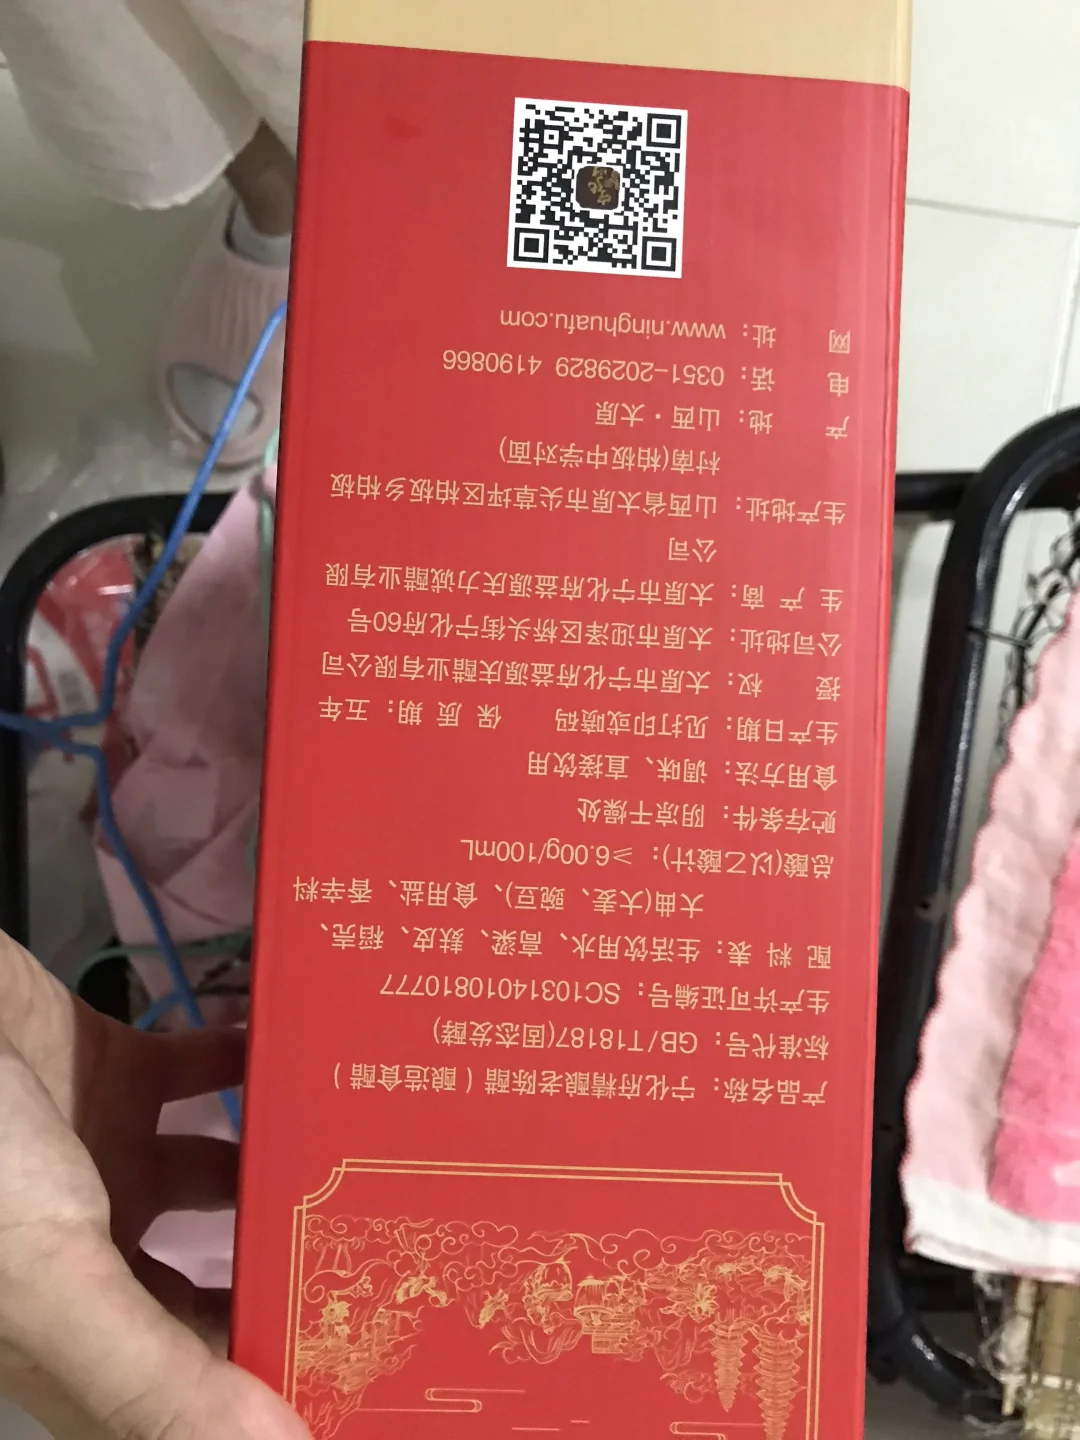 产品名称：宁化府精酿老陈醋（酿造食醋）
标准代号：GB/T18187(固态发酵)
生产许可证编号：SC10314010810777
配料表：生活饮用水、高粱、麸皮、稻壳、
大曲(大麦、豌豆)、食用盐、香辛料
总酸(以乙酸计)：≥6.00g/100mL
贮存条件：阴凉干燥处
食用方法：调味、直接饮用
生产日期：见打印或喷码 保质期：五年
授权：太原市宁化府益源庆醋业有限公司
公司地址：太原市迎泽区桥头街宁化府60号
生产商：太原市宁化府益源庆力诚醋业有限
公司
生产地址：山西省太原市尖草坪区柏板乡柏板
村南(柏板中学对面)
产地：山西·太原
电话：0351-2029829 4190866
网址：www.ninghuafu.com